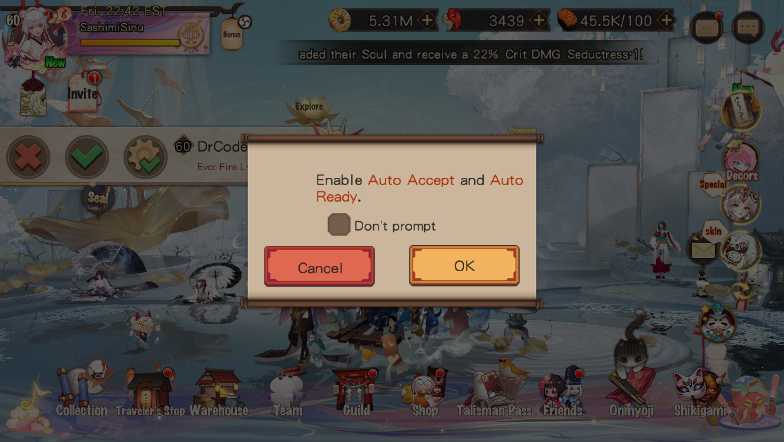 60
Fri. 22:42 EST
SashimiSinu
New
Bonus
5.31M
3439
45.5K/100
aded their Soul and receive a 22% Crit DMG Seductress-1!
Invite
Explore
Crossover
60 DrCode
Evo: Fire L
Seal
Enable Auto Accept and Auto
Ready.
Don't prompt
Cancel
OK
Decors
Special
skin
Collection
Traveler's Stop
Warehouse
Team
Guild
Shop
Talisman Pass
Friends
Onmyoji
Shikigami